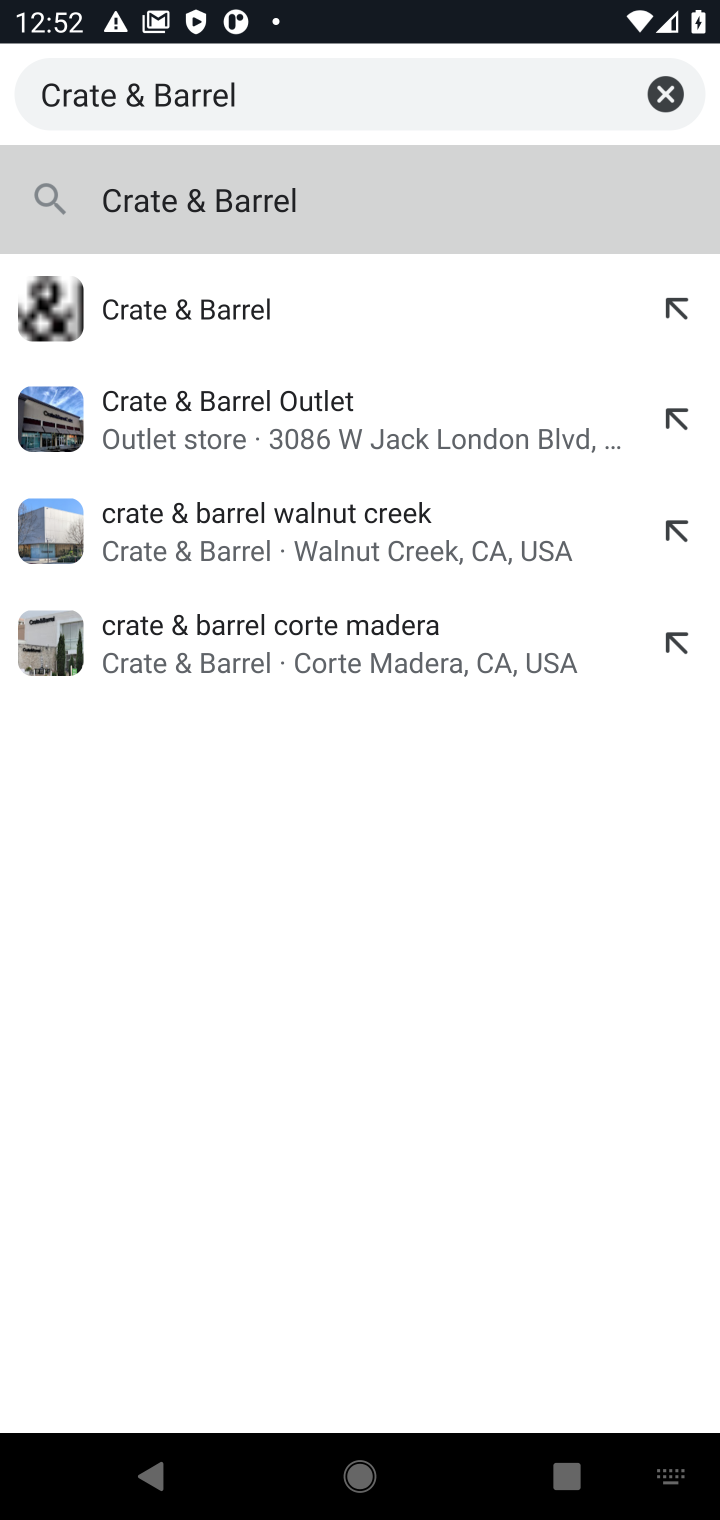 12:52
Crate & Barrel
Crate & Barrel
Crate & Barrel
Crate & Barrel Outlet
Outlet store · 3086 W Jack London Blvd, ...
crate & barrel walnut creek
Crate & Barrel · Walnut Creek, CA, USA
crate & barrel corte madera
Crate & Barrel · Corte Madera, CA, USA